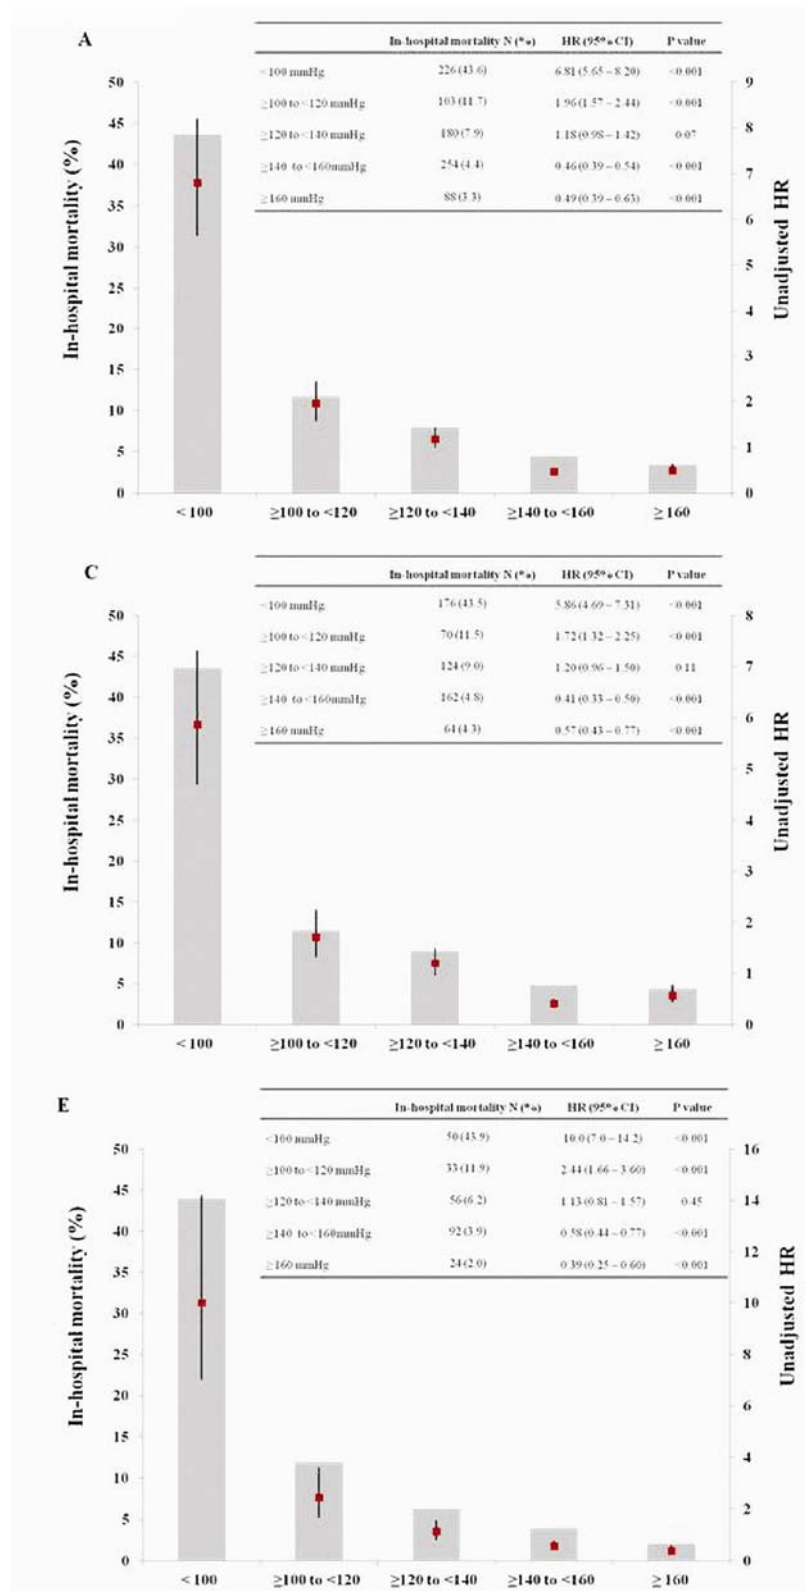 A
In-hospital mortality N (%) HR (95% CI) P value
<100 mmHg 226 (43.6) 6.81 (5.65 – 8.20) <0.001
≥100 to <120 mmHg 103 (11.7) 1.96 (1.57 – 2.44) <0.001
≥120 to <140 mmHg 180 (7.9) 1.18 (0.98 – 1.42) 0.07
≥140 to <160mmHg 254 (4.4) 0.46 (0.39 – 0.54) <0.001
≥160 mmHg 88 (3.3) 0.49 (0.39 – 0.63) <0.001
In-hospital mortality (%)
50
45
40
35
30
25
20
15
10
5
0
9
8
7
6
5
4
3
2
1
0
Unadjusted HR
< 100 ≥100 to <120 ≥120 to <140 ≥140 to <160 ≥ 160
C
In-hospital mortality N (%) HR (95% CI) P value
<100 mmHg 176 (43.5) 5.86 (4.69 – 7.31) <0.001
≥100 to <120 mmHg 70 (11.5) 1.72 (1.32 – 2.25) <0.001
≥120 to <140 mmHg 124 (9.0) 1.20 (0.96 – 1.50) 0.11
≥140 to <160mmHg 162 (4.8) 0.41 (0.33 – 0.50) <0.001
≥160 mmHg 64 (4.3) 0.57 (0.43 – 0.77) <0.001
In-hospital mortality (%)
50
45
40
35
30
25
20
15
10
5
0
8
7
6
5
4
3
2
1
0
Unadjusted HR
< 100 ≥100 to <120 ≥120 to <140 ≥140 to <160 ≥ 160
E
In-hospital mortality N (%) HR (95% CI) P value
<100 mmHg 50 (43.9) 10.0 (7.0 – 14.2) <0.001
≥100 to <120 mmHg 33 (11.9) 2.44 (1.66 – 3.60) <0.001
≥120 to <140 mmHg 56 (6.2) 1.13 (0.81 – 1.57) 0.45
≥140 to <160mmHg 92 (3.9) 0.58 (0.44 – 0.77) <0.001
≥160 mmHg 24 (2.0) 0.39 (0.25 – 0.60) <0.001
In-hospital mortality (%)
50
45
40
35
30
25
20
15
10
5
0
16
14
12
10
8
6
4
2
0
Unadjusted HR
< 100 ≥100 to <120 ≥120 to <140 ≥140 to <160 ≥ 160